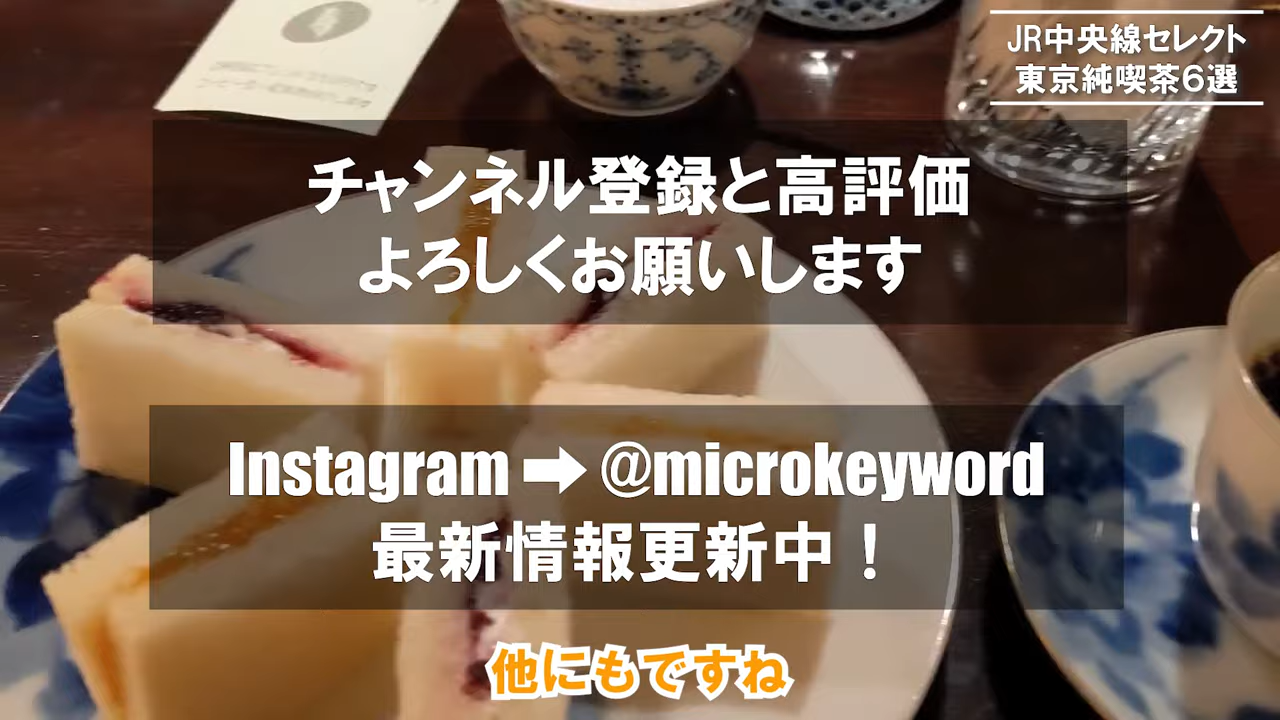 JR中央線セレクト
東京純喫茶6選
チャンネル登録と高評価
よろしくお願いします
Instagram ➡ @microkeyword
最新情報更新中！
他にもですね